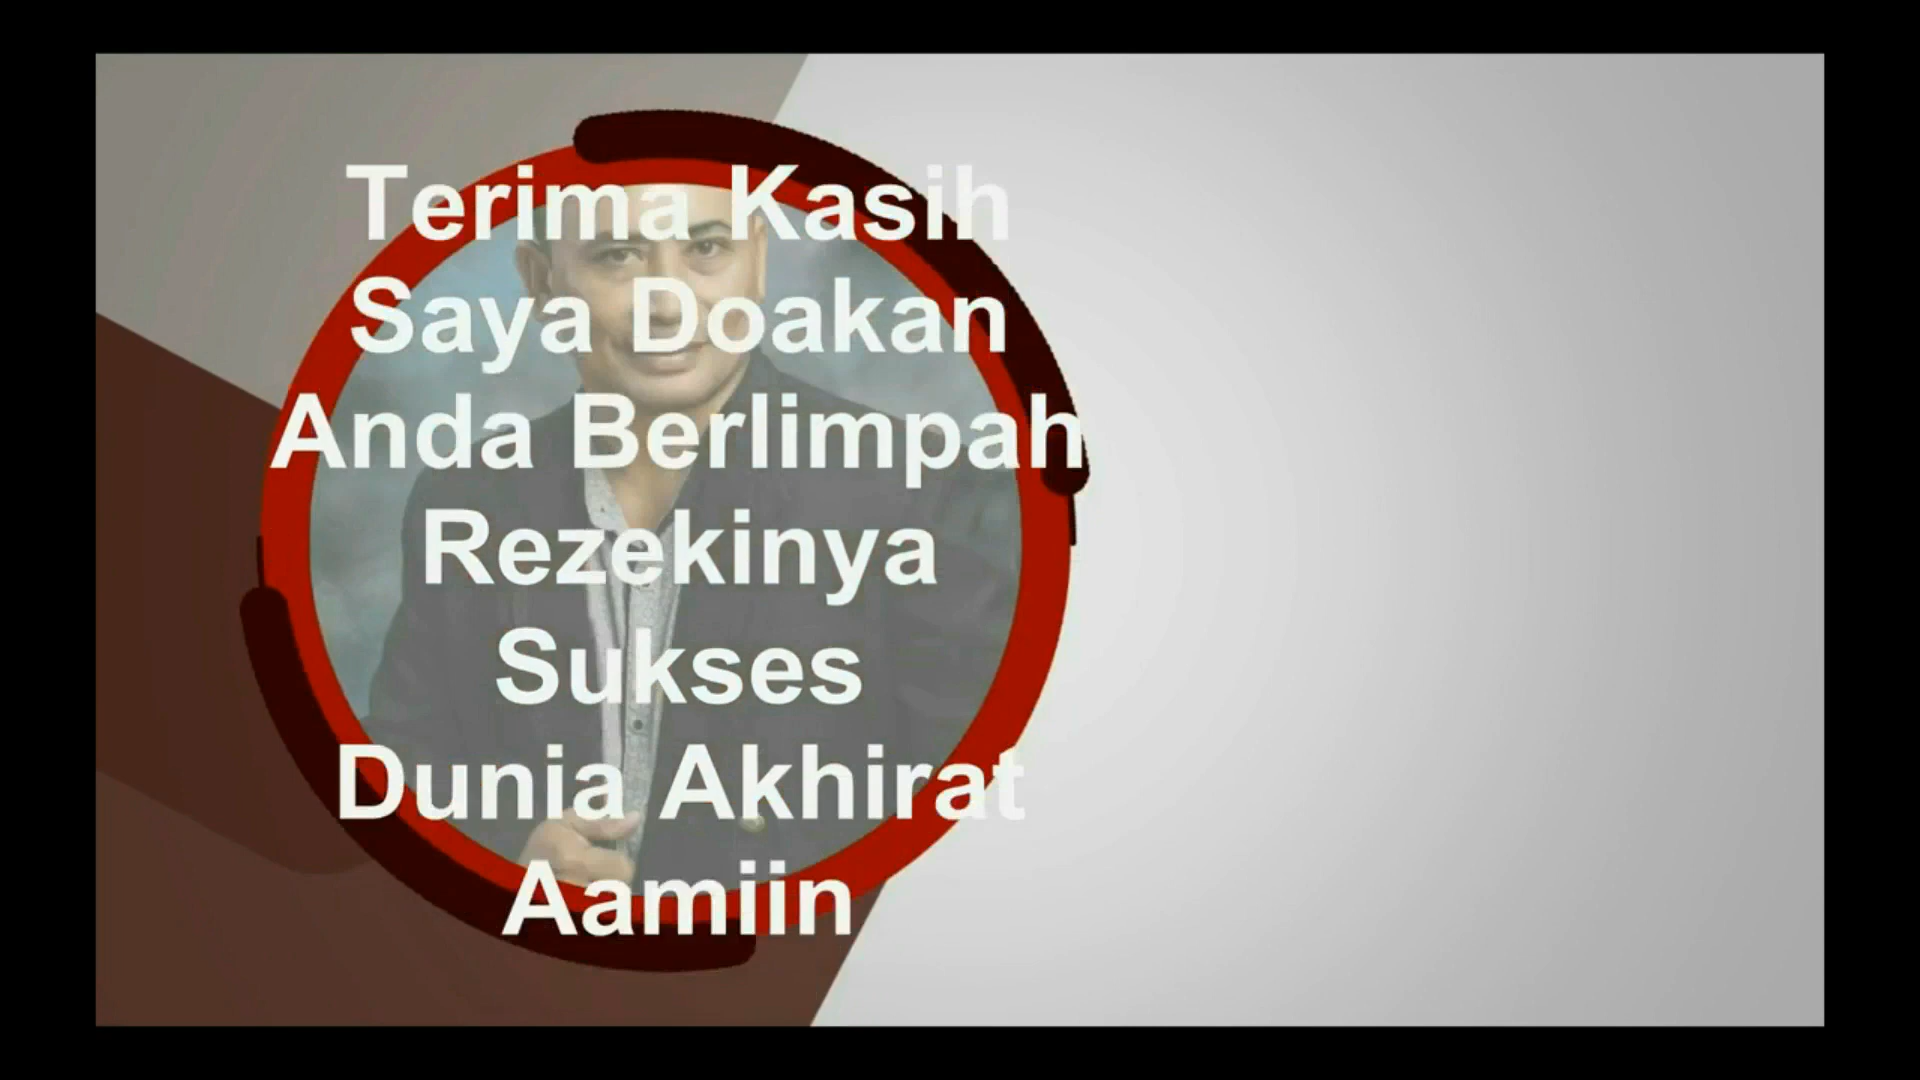 Terima Kasih
Saya Doakan
Anda Berlimpah
Rezekinya
Sukses
Dunia Akhirat
Aamiin